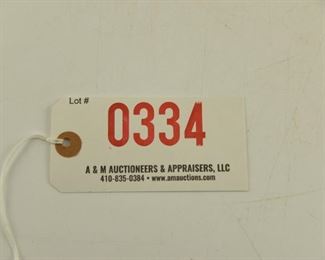 Lot #
0334
A & M AUCTIONEERS & APPRAISERS, LLC
410-835-0384 • www.amauctions.com